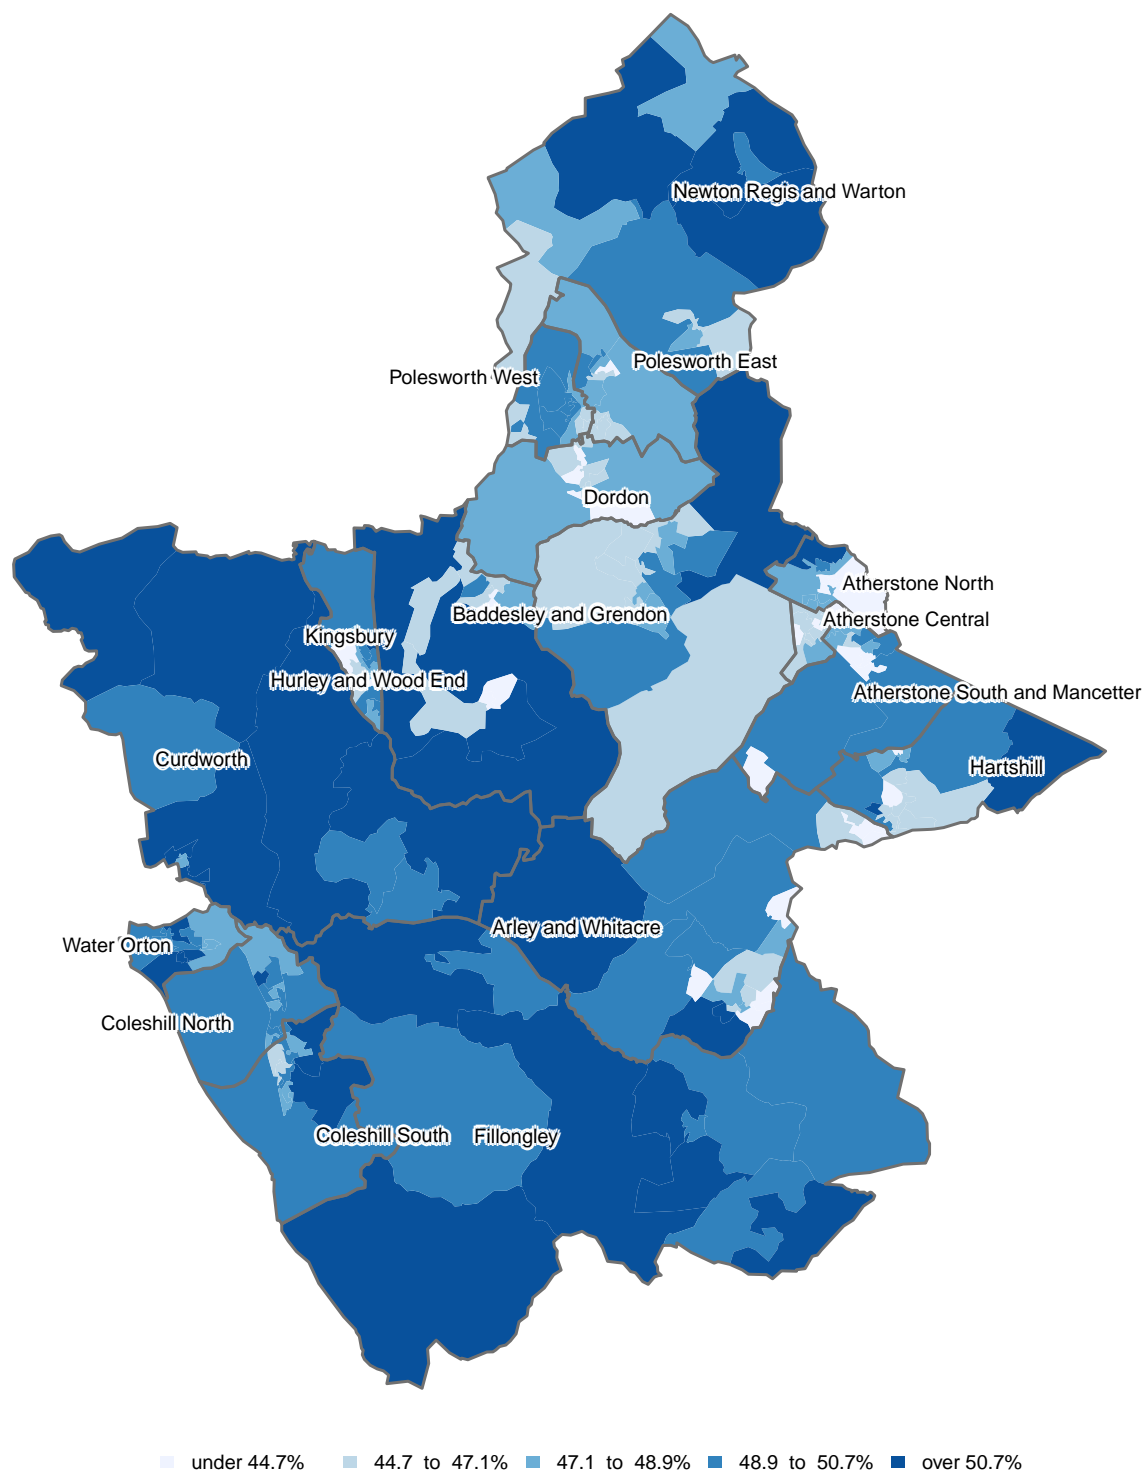 Newton Regis and Warton
Polesworth East
Polesworth West
Dordon
Atherstone North
Baddesley and Grendon
Atherstone Central
Kingsbury
Hurley and Wood End
Atherstone South and Mancetter
Curdworth
Hartshill
Arley and Whitacre
Water Orton
Coleshill North
Coleshill South
Fillongley
under 44.7% 44.7 to 47.1% 47.1 to 48.9% 48.9 to 50.7% over 50.7%